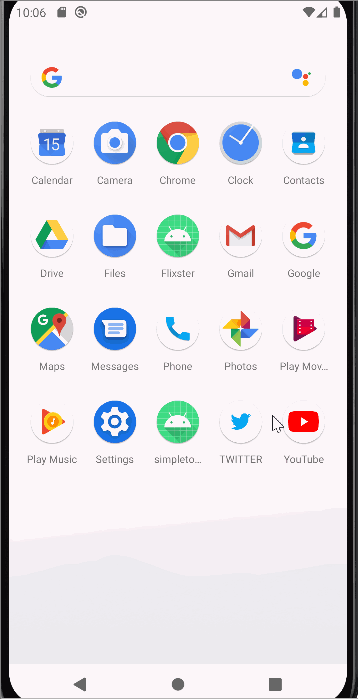 10:06
Calendar Camera Chrome Clock Contacts
Drive Files Flixster Gmail Google
Maps Messages Phone Photos Play Mov...
Play Music Settings simpleto... TWITTER YouTube